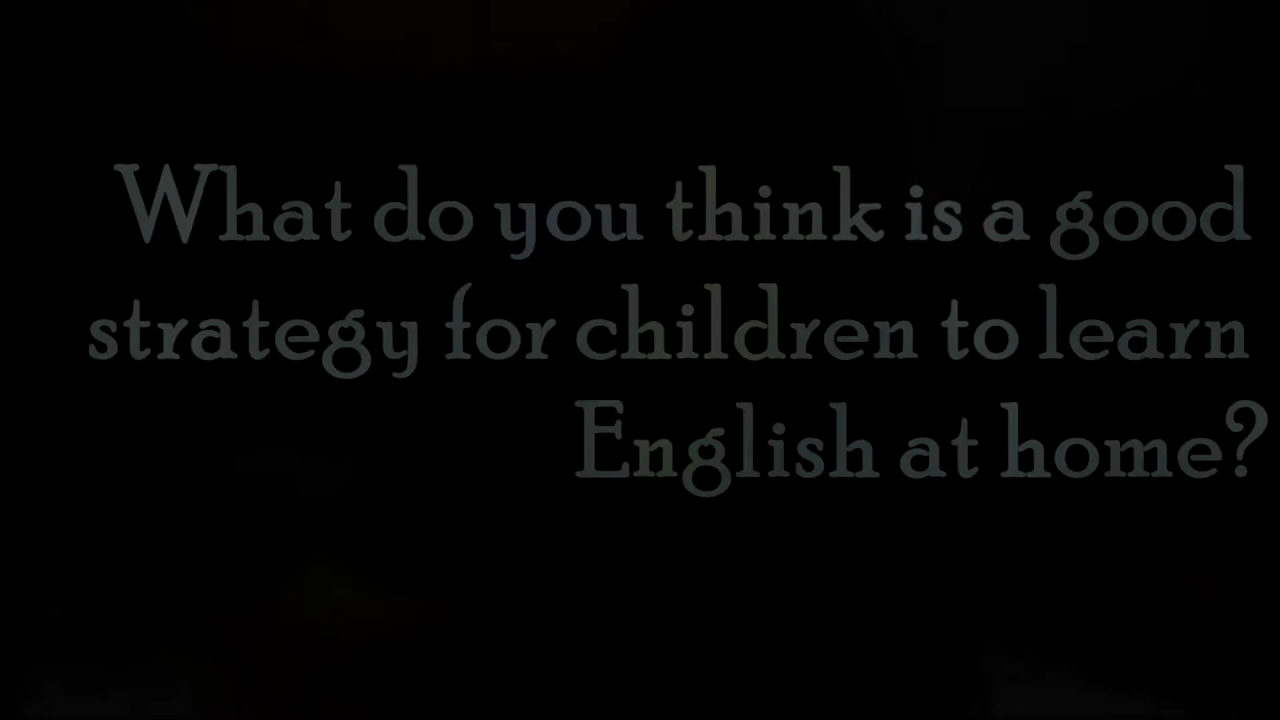 What do you think is a good
strategy for children to learn
English at home?